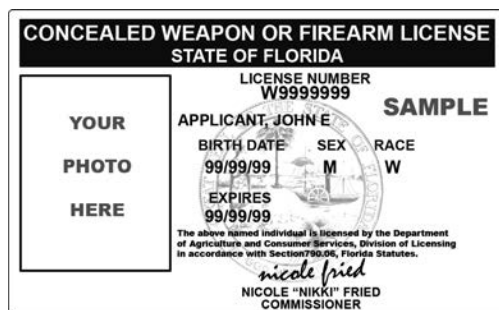 CONCEALED WEAPON OR FIREARM LICENSE
STATE OF FLORIDA
YOUR
PHOTO
HERE
LICENSE NUMBER
W9999999
SAMPLE
APPLICANT, JOHN E
BIRTH DATE SEX RACE
99/99/99 M W
EXPIRES
99/99/99
The above named individual is licensed by the Department
of Agriculture and Consumer Services, Division of Licensing
in accordance with Section790.06, Florida Statutes.
nicole fried
NICOLE "NIKKI" FRIED
COMMISSIONER